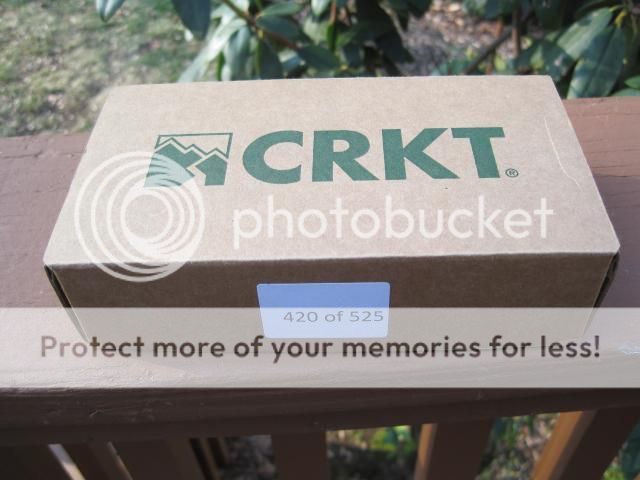 CRKT®
photobucket
420 of 525
Protect more of your memories for less!